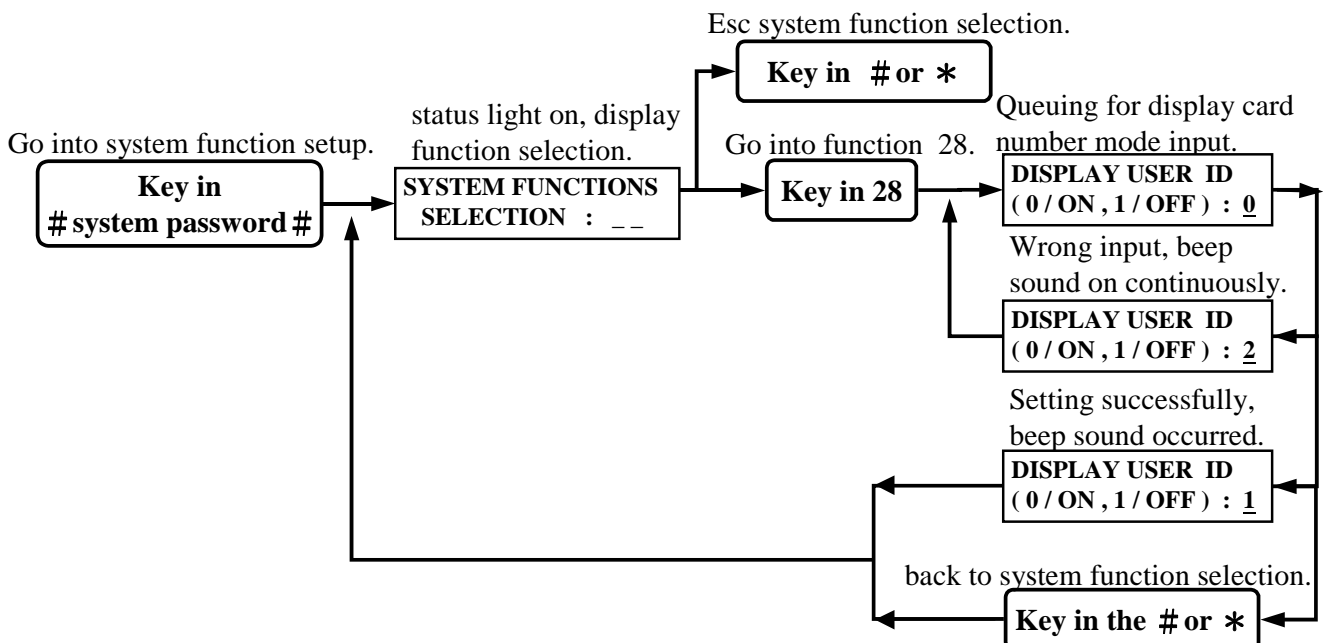 Esc system function selection.
Key in # or *
status light on, display
function selection.
Queuing for display card
number mode input.
Go into system function setup.
Go into function 28.
Key in
# system password #
SYSTEM FUNCTIONS
SELECTION : _ _
Key in 28
DISPLAY USER ID
( 0 / ON , 1 / OFF ) : 0
Wrong input, beep
sound on continuously.
DISPLAY USER ID
( 0 / ON , 1 / OFF ) : 2
Setting successfully,
beep sound occurred.
DISPLAY USER ID
( 0 / ON , 1 / OFF ) : 1
back to system function selection.
Key in the # or *